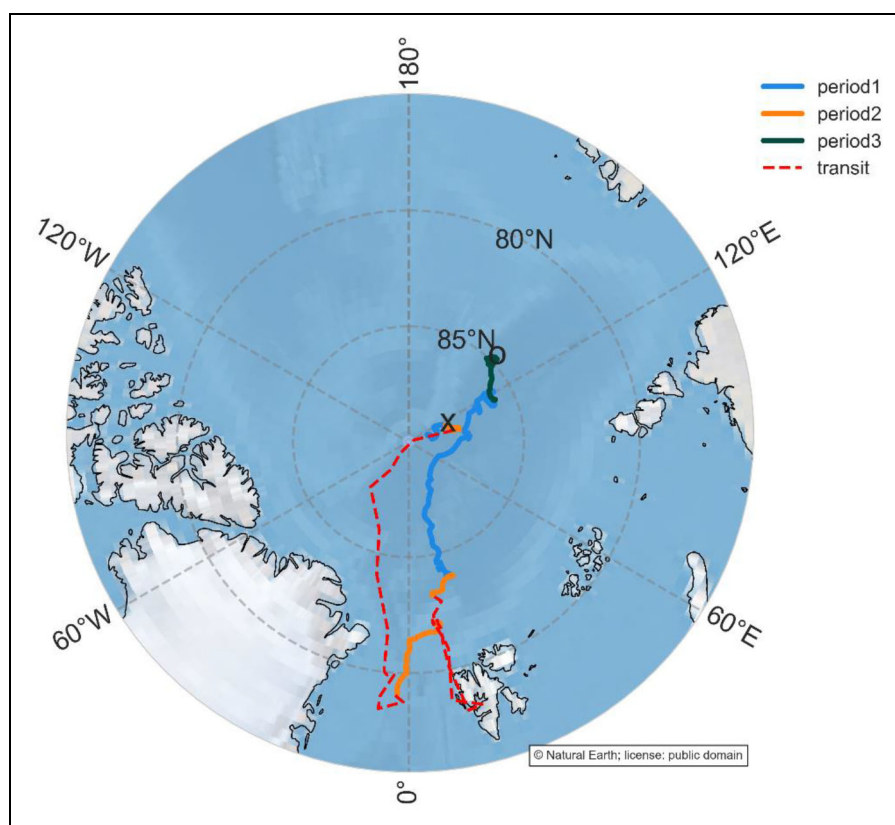 180°
period1
period2
period3
transit
120°W
80°N
120°E
85°N
O
X
60°W
60°E
© Natural Earth; license: public domain
0°